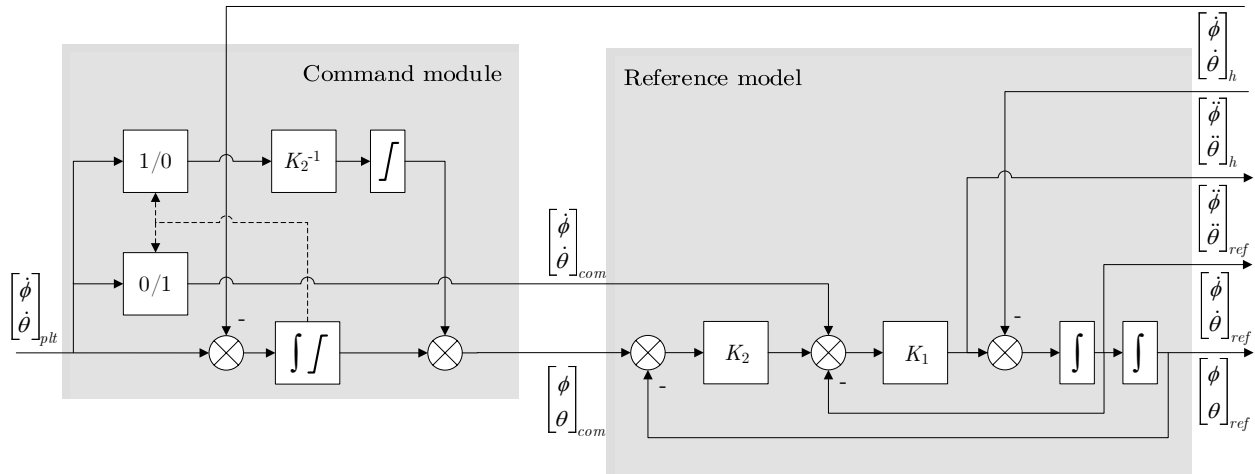 Command module
Reference model
1/0
K₂⁻¹
0/1
[ϕ̇ θ̇]plt
-
∫
[ϕ̇ θ̇]com
[ϕ θ]com
K₂
-
-
K₁
-
∫
∫
[ϕ̇ θ̇]h
[ϕ̈ θ̈]h
[ϕ̈ θ̈]ref
[ϕ̇ θ̇]ref
[ϕ θ]ref